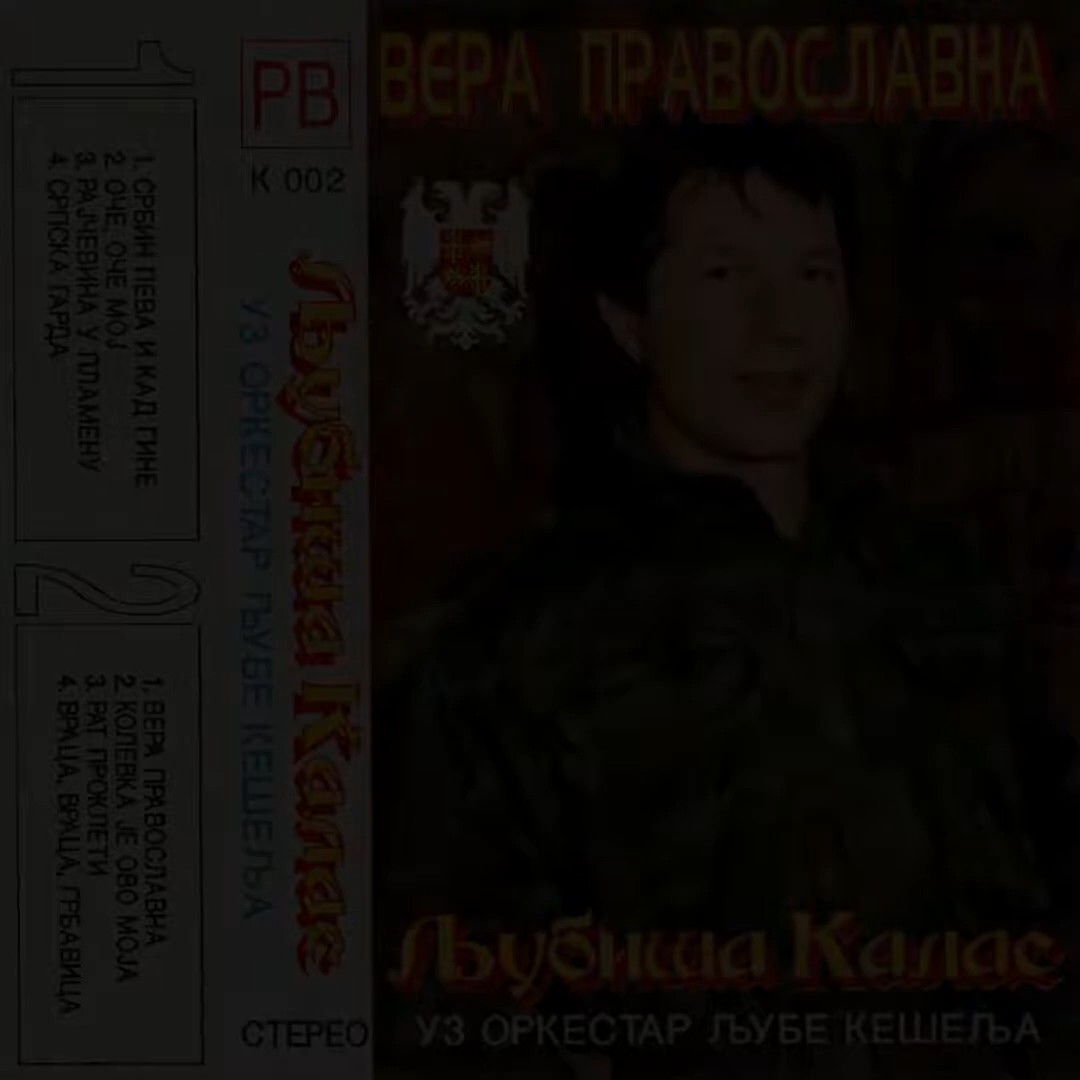 1
1. СРБИН ПЕВА И КАД ГИНЕ
2. ОЧЕ, ОЧЕ МОЈ
3. РАЈЧЕВИНА У ПЛАМЕНУ
4. СРПСКА ГАРДА
2
1. ВЕРА ПРАВОСЛАВНА
2. КОЛЕВКА ЈЕ ОВО МОЈА
3. РАТ ПРОКЛЕТИ
4. ВРАЦА, ВРАЦА, ГРБАВИЦА
РВ
К 002
Љубиша Калас
УЗ ОРКЕСТАР ЉУБЕ КЕШЕЉА
СТЕРЕО
ВЕРА ПРАВОСЛАВНА
Љубиша Калас
УЗ ОРКЕСТАР ЉУБЕ КЕШЕЉА